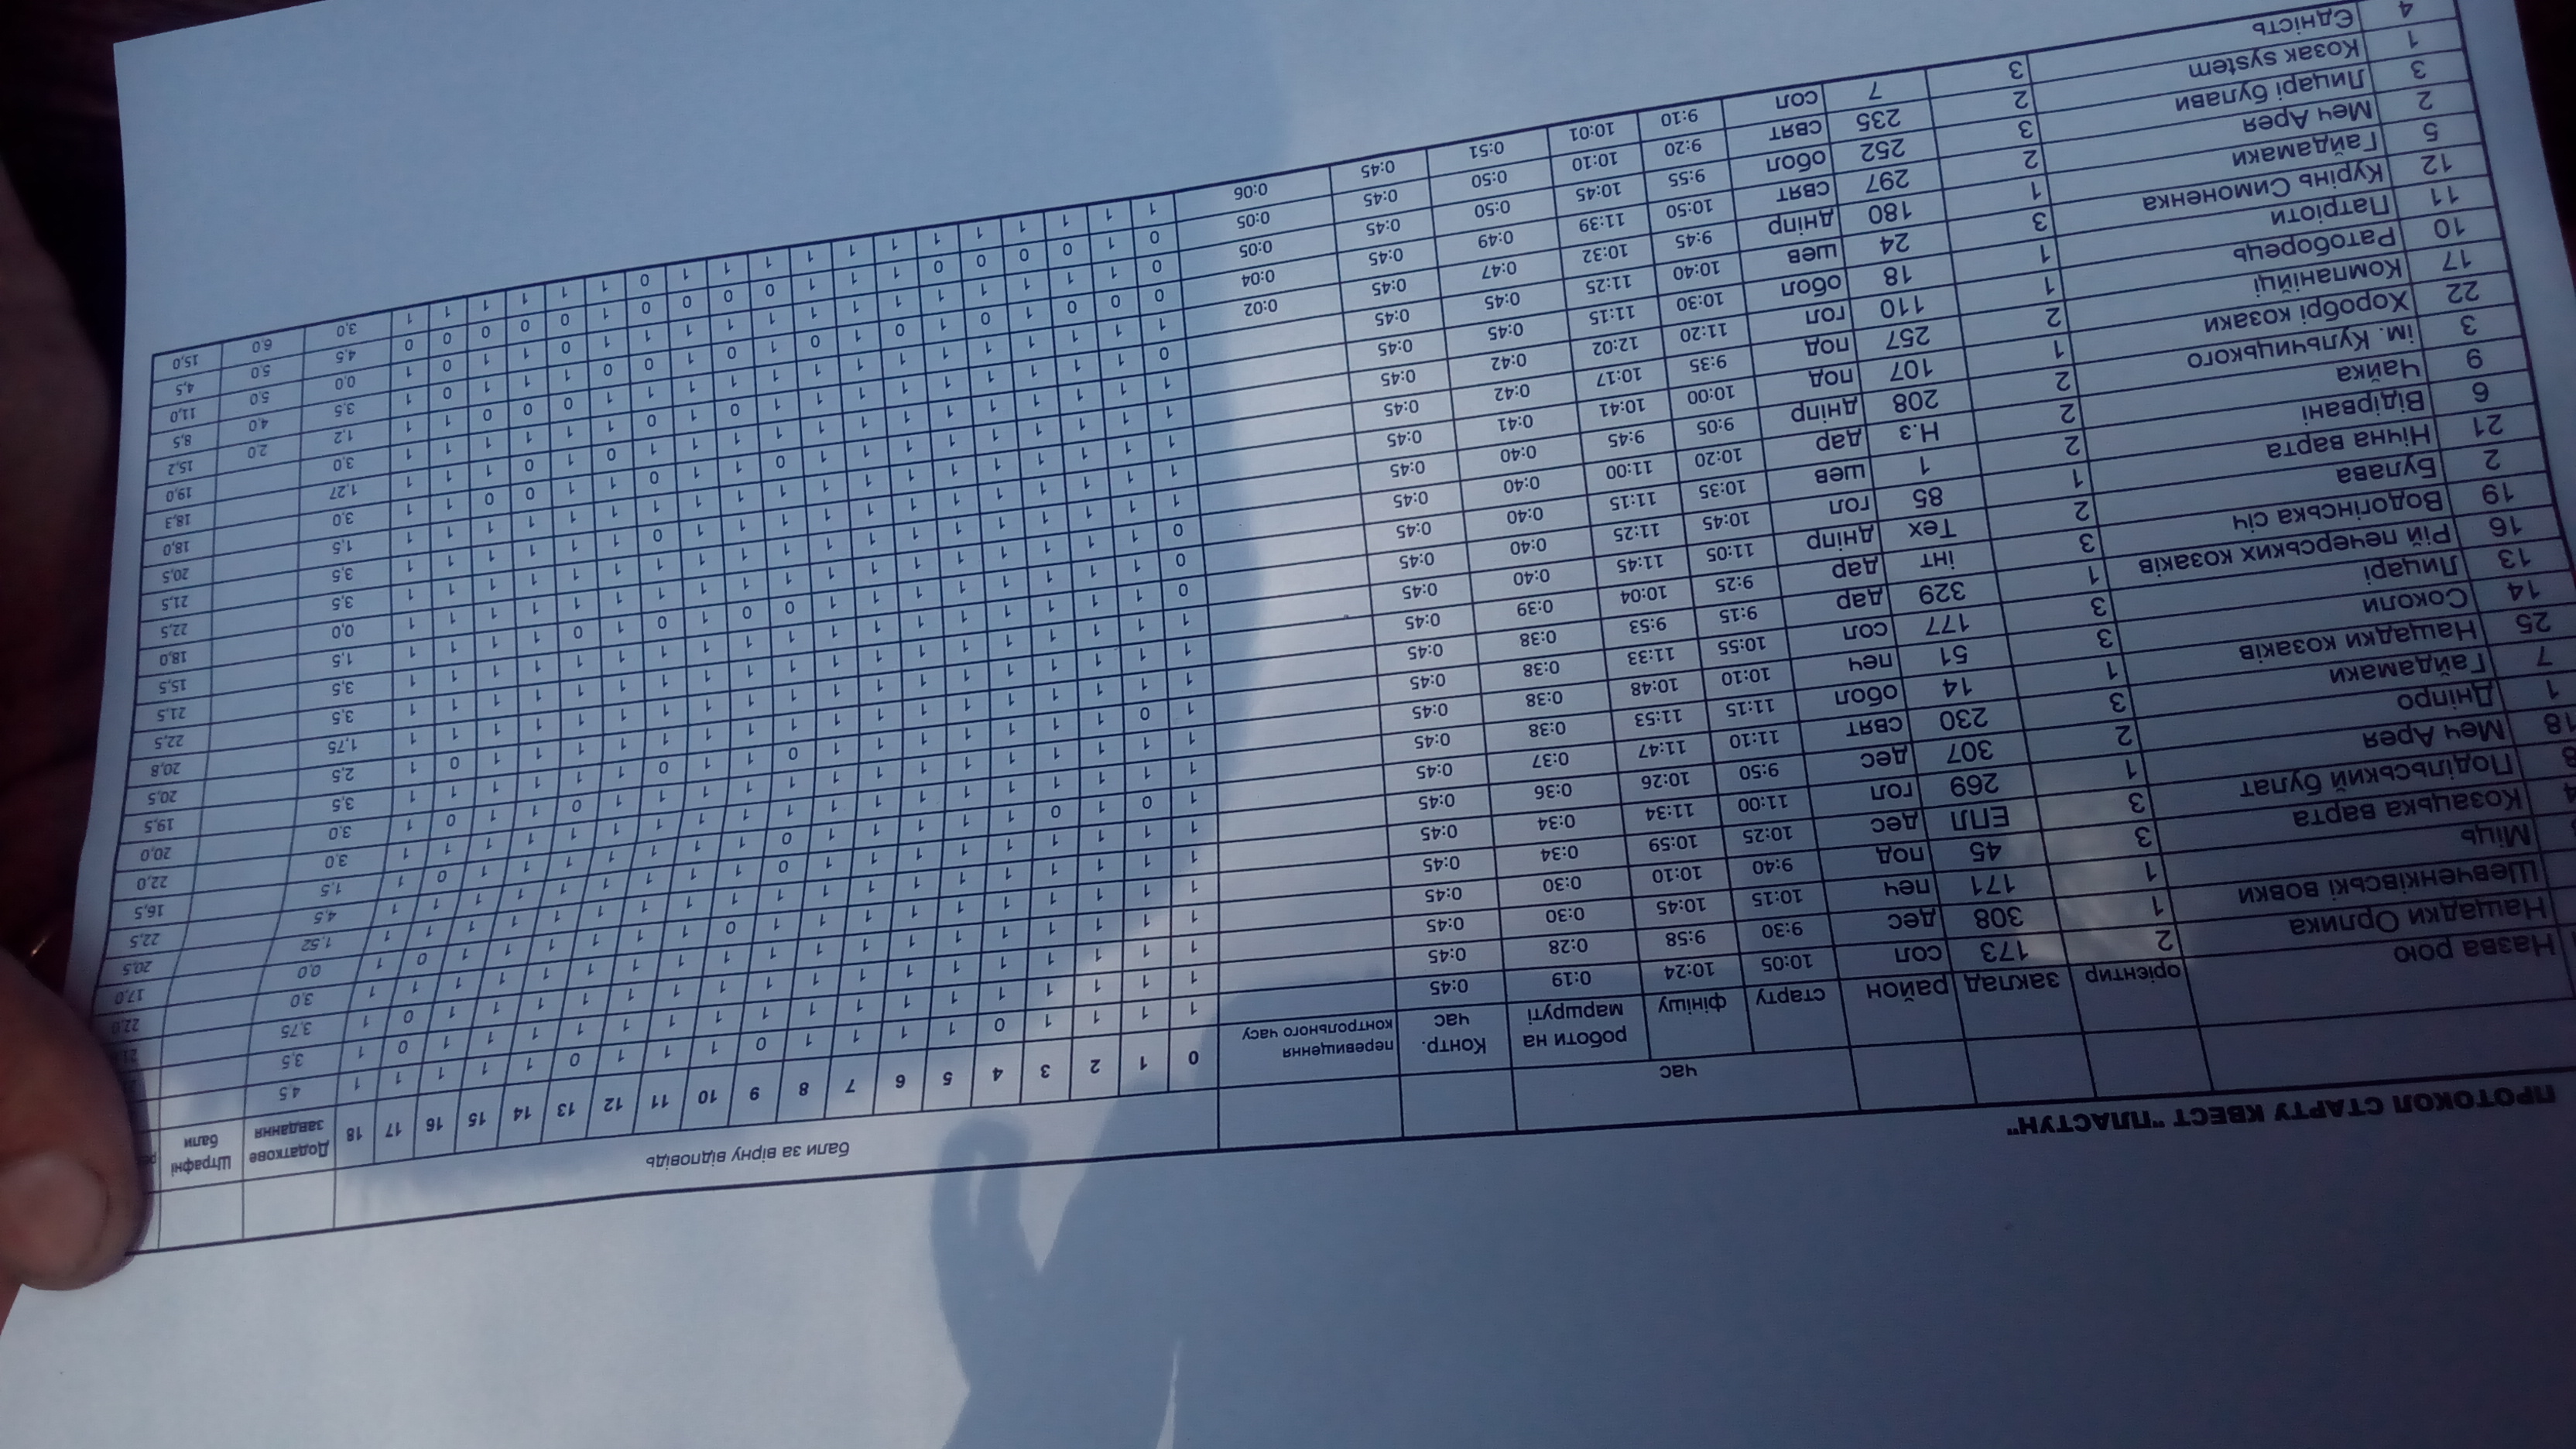 ПРОТОКОЛ СТАРТУ КВЕСТ "ПЛАСТУН"
час бали за вірну відповідь
Назва рою орієнтир заклад район старту фінішу роботи на маршруті Контр. час перевищення контрольного часу 0 1 2 3 4 5 6 7 8 9 10 11 12 13 14 15 16 17 18 Додаткове завдання Штрафні бали
Нащадки Орлика 2 173 сол 10:05 10:24 0:19 0:45 1 1 1 1 0 1 1 1 1 0 1 1 1 0 1 1 1 1 1 4,5
Шевченківські вовки 1 308 дес 9:30 9:58 0:28 0:45 1 1 1 1 1 1 1 1 1 1 1 1 1 1 1 1 1 0 1 3,5
Міць 1 171 печ 10:15 10:45 0:30 0:45 1 1 1 1 1 1 1 1 1 1 1 1 1 1 1 1 1 0 1 3,75
4 Козацька варта 3 45 под 9:40 10:10 0:30 0:45 1 1 1 1 1 1 1 1 1 1 1 1 1 1 1 1 1 1 1 3,0 22,0
8 Подільський булат 3 ЕПЛ дес 10:25 10:59 0:34 0:45 1 1 1 1 1 1 1 1 1 0 1 1 1 1 1 1 1 0 1 0,0 17,0
18 Меч Арея 1 269 гол 11:00 11:34 0:34 0:45 1 1 1 1 1 1 1 1 1 1 1 1 1 1 1 1 1 1 1 1,52 20,5
1 Дніпро 2 307 дес 9:50 10:26 0:36 0:45 1 1 1 1 1 1 1 1 1 0 1 1 1 1 1 1 1 1 1 4,5 22,5
7 Гайдамаки 3 230 свят 11:10 11:47 0:37 0:45 1 0 1 0 1 1 1 1 1 0 1 1 1 1 1 1 1 0 1 1,5 16,5
25 Нащадки козаків 1 14 обол 11:15 11:53 0:38 0:45 1 1 1 1 1 1 1 1 1 1 1 1 1 1 1 1 1 1 1 3,0 22,0
14 Соколи 3 51 печ 10:10 10:48 0:38 0:45 1 1 1 1 1 1 1 1 1 1 1 1 1 1 0 1 1 0 1 3,0 20,0
13 Лицарі 3 177 сол 10:55 11:33 0:38 0:45 1 0 1 1 1 1 1 1 1 0 1 1 0 1 1 1 1 1 1 3,5 19,5
16 Рій печерських козаків 1 329 дар 9:15 9:53 0:38 0:45 1 1 1 1 1 1 1 1 1 1 1 1 1 1 1 1 1 0 1 2,5 20,5
19 Водогінська січ 3 інт дар 9:25 10:04 0:39 0:45 1 1 1 1 1 1 1 1 1 1 1 1 1 1 1 1 1 1 1 1,75 20,8
2 Булава 2 Тех дніпр 11:05 11:45 0:40 0:45 1 1 1 1 1 1 1 1 1 1 1 1 1 1 1 1 1 1 1 3,5 22,5
21 Нічна варта 1 85 гол 10:45 11:25 0:40 0:45 0 1 1 1 1 1 1 1 1 1 1 1 1 1 1 1 1 1 1 3,5 21,5
6 Відірвані 2 1 шев 10:35 11:15 0:40 0:45 0 1 1 1 1 1 1 1 1 0 0 1 0 1 0 1 1 1 1 1,5 15,5
9 Чайка 2 Н.з дар 10:20 11:00 0:40 0:45 0 1 1 1 1 1 1 1 1 1 1 1 1 1 1 1 1 1 1 0,0 18,0
3 ім. Кульчицького 2 208 дніпр 9:05 9:45 0:40 0:45 1 1 1 1 1 1 1 1 1 1 1 1 1 1 1 1 1 1 1 3,5 22,5
22 Хоробрі козаки 1 107 под 10:00 10:41 0:41 0:45 1 1 1 1 1 1 1 1 1 1 1 1 0 1 1 1 1 1 1 3,5 21,5
17 Компанійці 2 257 под 9:35 10:17 0:42 0:45 1 1 1 1 1 1 1 1 1 1 1 1 1 1 1 1 1 1 1 1,5 20,5
10 Ратоборець 1 110 гол 11:20 12:02 0:42 0:45 1 1 1 1 1 1 1 1 1 0 1 1 0 1 1 0 0 1 1 3,0 18,0
11 Патріоти 1 18 обол 10:30 11:15 0:45 0:45 1 1 1 1 1 1 1 1 1 1 1 1 1 0 1 0 1 1 1 1,27 18,3
12 Курінь Симоненка 3 24 шев 10:40 11:25 0:45 0:45 0 1 1 1 1 1 1 1 1 1 0 1 0 1 1 1 1 1 1 3,0 19,0
5 Гайдамаки 1 180 дніпр 9:45 10:32 0:47 0:45 0:02 1 1 1 1 1 1 1 1 1 1 1 1 1 1 0 0 0 1 1 1,2 2,0 15,2
2 Меч Арея 2 297 свят 10:50 11:39 0:49 0:45 0:04 0 0 0 1 0 1 0 1 0 1 0 1 0 0 1 1 1 0 1 3,5 4,0 8,5
3 Лицарі булави 3 252 обол 9:55 10:45 0:50 0:45 0:05 0 1 1 1 1 1 1 1 1 1 1 1 1 1 0 1 1 0 1 0,0 5,0 11,0
1 Козак system 2 235 свят 9:20 10:10 0:50 0:45 0:05 0 1 0 0 0 0 1 1 1 0 0 0 0 1 0 0 0 0 0 4,5 5,0 4,5
4 Єдність 3 7 сол 9:10 10:01 0:51 0:45 0:06 1 1 1 1 1 1 1 1 1 1 1 1 0 1 1 1 1 1 1 3,0 6,0 15,0